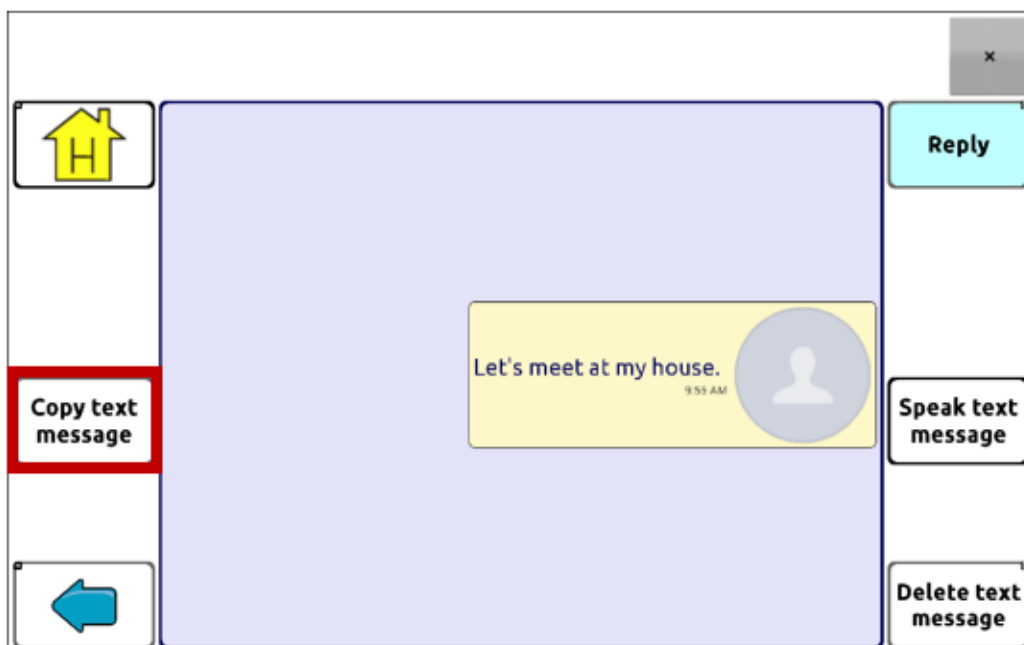 ×
H
Reply
Let's meet at my house.
9:55 AM
Copy text
message
Speak text
message
Delete text
message